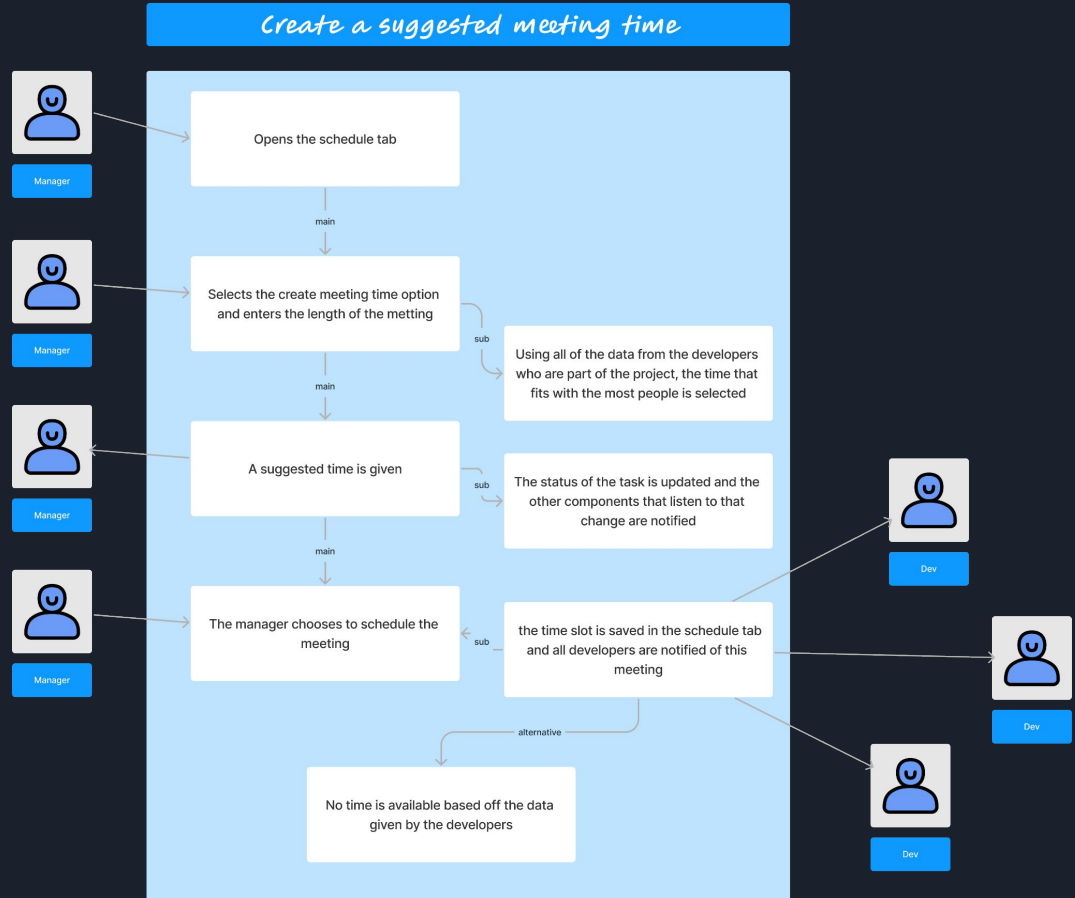 Create a suggested meeting time
Manager
Opens the schedule tab
main
Manager
Selects the create meeting time option
and enters the length of the metting
sub
Using all of the data from the developers
who are part of the project, the time that
fits with the most people is selected
main
Manager
A suggested time is given
sub
The status of the task is updated and the
other components that listen to that
change are notified
Dev
main
Manager
The manager chooses to schedule the
meeting
sub
the time slot is saved in the schedule tab
and all developers are notified of this
meeting
Dev
alternative
No time is available based off the data
given by the developers
Dev